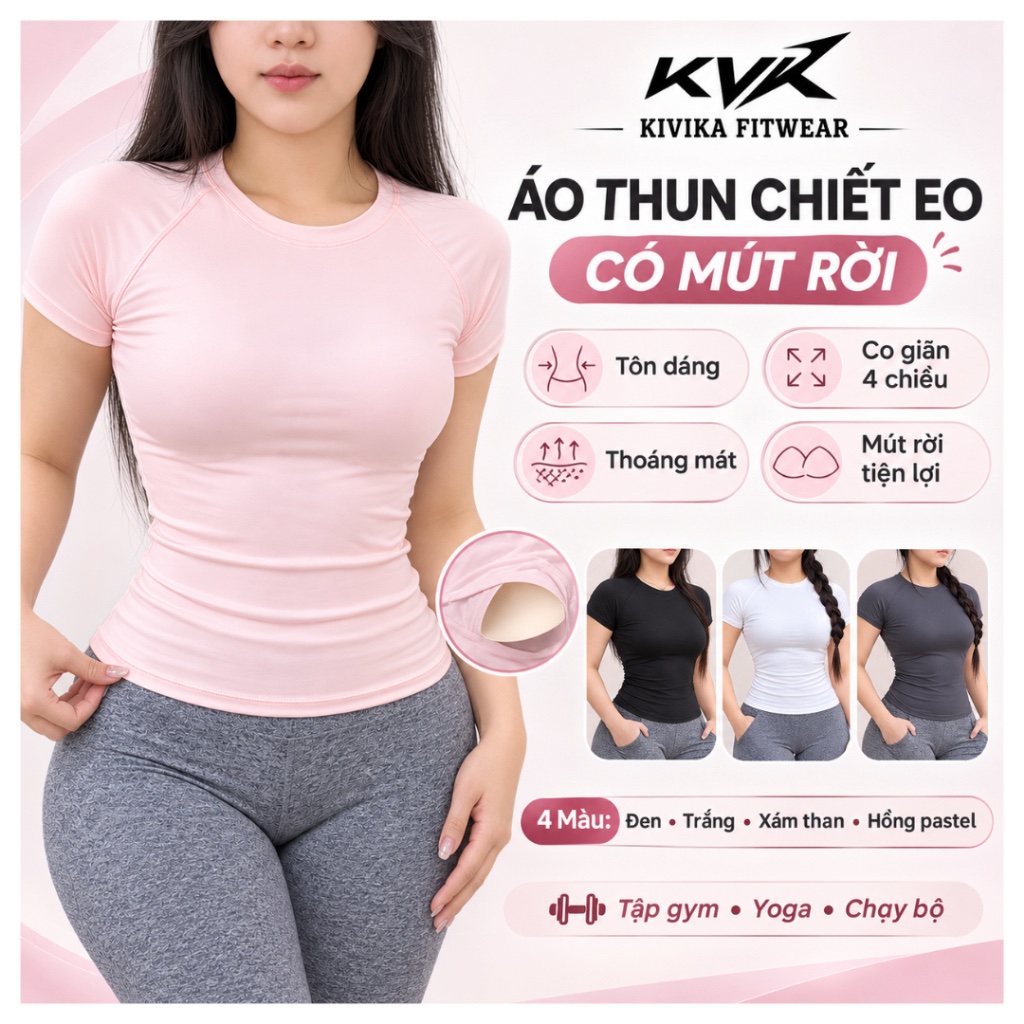 KVK
KIVIKA FITWEAR
ÁO THUN CHIẾT EO
CÓ MÚT RỜI
Tôn dáng
Co giãn
4 chiều
Thoáng mát
Mút rời
tiện lợi
4 Màu: Đen • Trắng • Xám than • Hồng pastel
Tập gym • Yoga • Chạy bộ